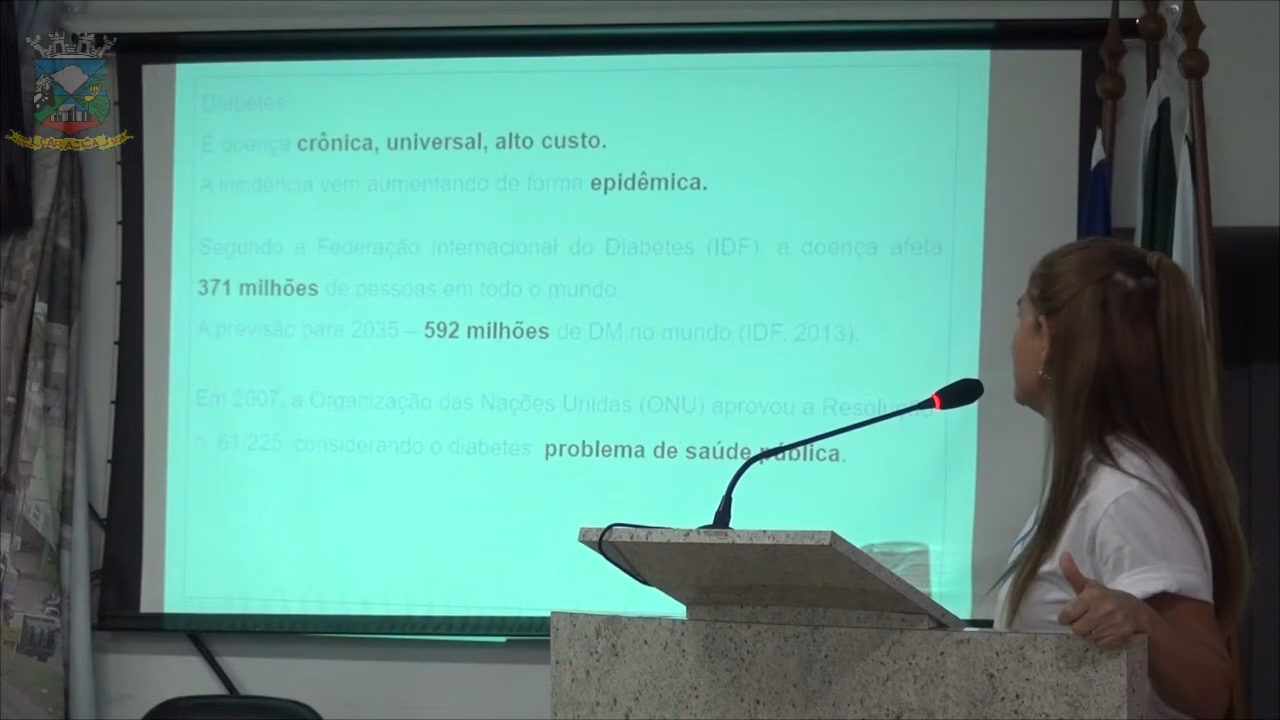 CARIACICA
Diabetes
É doença crônica, universal, alto custo.
A incidência vem aumentando de forma epidêmica.
Segundo a Federação Internacional do Diabetes (IDF), a doença afeta
371 milhões de pessoas em todo o mundo
A previsão para 2035 – 592 milhões de DM no mundo (IDF, 2013).
Em 2007, a Organização das Nações Unidas (ONU) aprovou a Resolução
n. 61/225, considerando o diabetes problema de saúde pública.